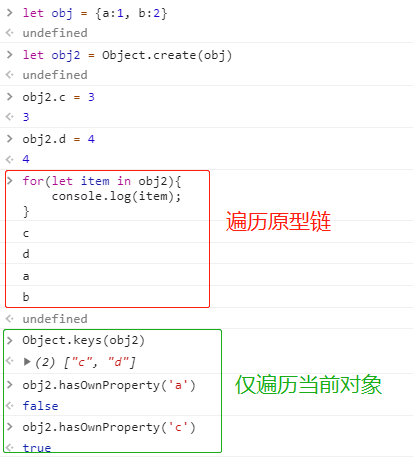 let obj = {a:1, b:2}
undefined
let obj2 = Object.create(obj)
undefined
obj2.c = 3
3
obj2.d = 4
4
for(let item in obj2){
    console.log(item);
}
遍历原型链
c
d
a
b
undefined
Object.keys(obj2)
(2) ["c", "d"]
仅遍历当前对象
obj2.hasOwnProperty('a')
false
obj2.hasOwnProperty('c')
true